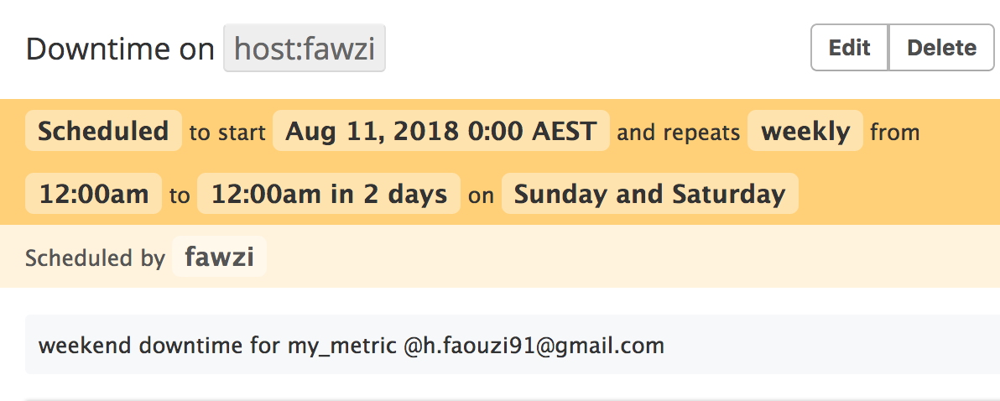 Downtime on host:fawzi Edit Delete
Scheduled to start Aug 11, 2018 0:00 AEST and repeats weekly from
12:00am to 12:00am in 2 days on Sunday and Saturday
Scheduled by fawzi
weekend downtime for my_metric @h.faouzi91@gmail.com